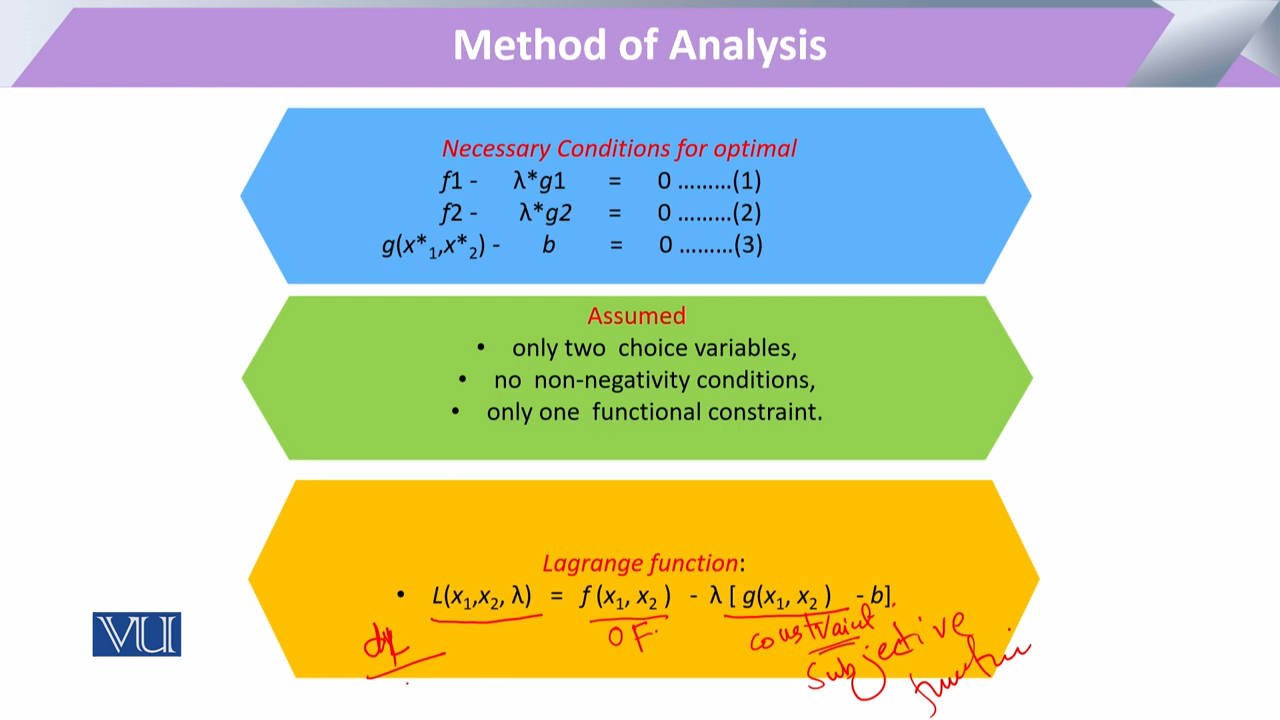 Method of Analysis
Necessary Conditions for optimal
f1 - λ*g1 = 0 .........(1)
f2 - λ*g2 = 0 .........(2)
g(x*₁,x*₂) - b = 0 .........(3)
Assumed
• only two choice variables,
• no non-negativity conditions,
• only one functional constraint.
Lagrange function:
• L(x₁,x₂, λ) = f (x₁, x₂ ) - λ [ g(x₁, x₂ ) - b].
OF.
constraint
subjective
function
VU